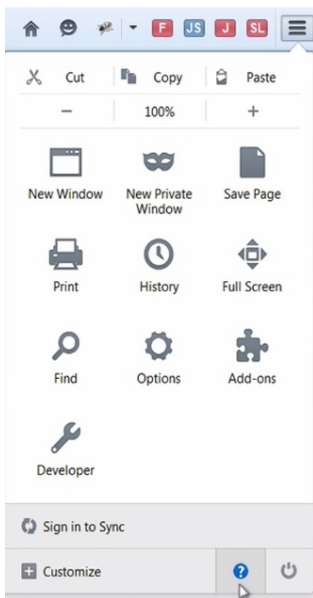 F JS J SL
Cut Copy Paste
− 100% +
New Window New Private Save Page
Window
Print History Full Screen
Find Options Add-ons
Developer
Sign in to Sync
Customize ?